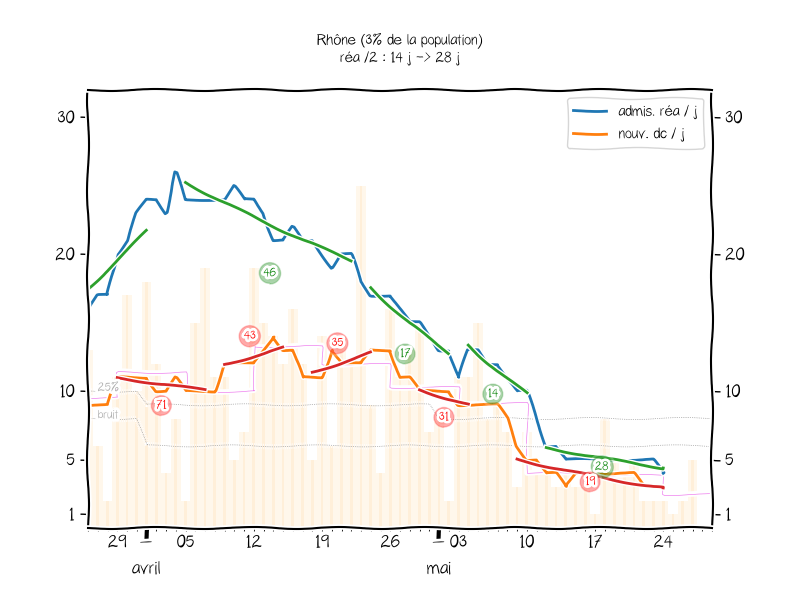 Rhône (3% de la population)
réa /2 : 14 j -> 28 j
admis. réa / j
nouv. dc / j
30
30
20
20
46
43
35
17
25%
10
10
14
71
bruit
31
5
5
28
19
1
1
29 05 12 19 26 03 10 17 24
avril mai